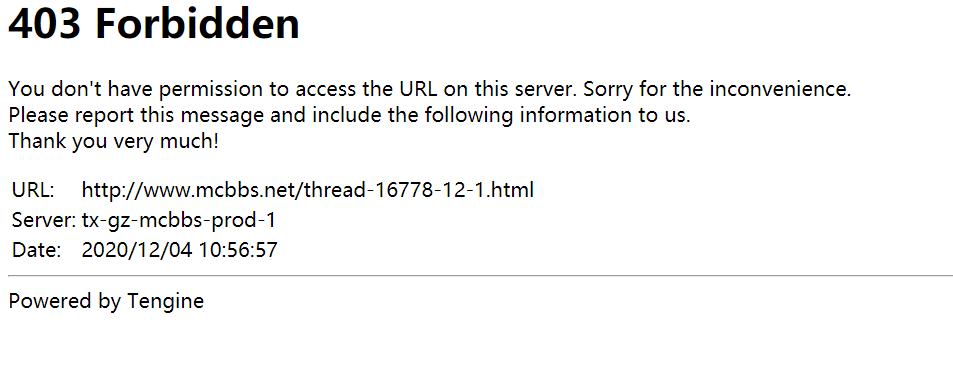 403 Forbidden
You don't have permission to access the URL on this server. Sorry for the inconvenience.
Please report this message and include the following information to us.
Thank you very much!
URL: http://www.mcbbs.net/thread-16778-12-1.html
Server: tx-gz-mcbbs-prod-1
Date: 2020/12/04 10:56:57
Powered by Tengine